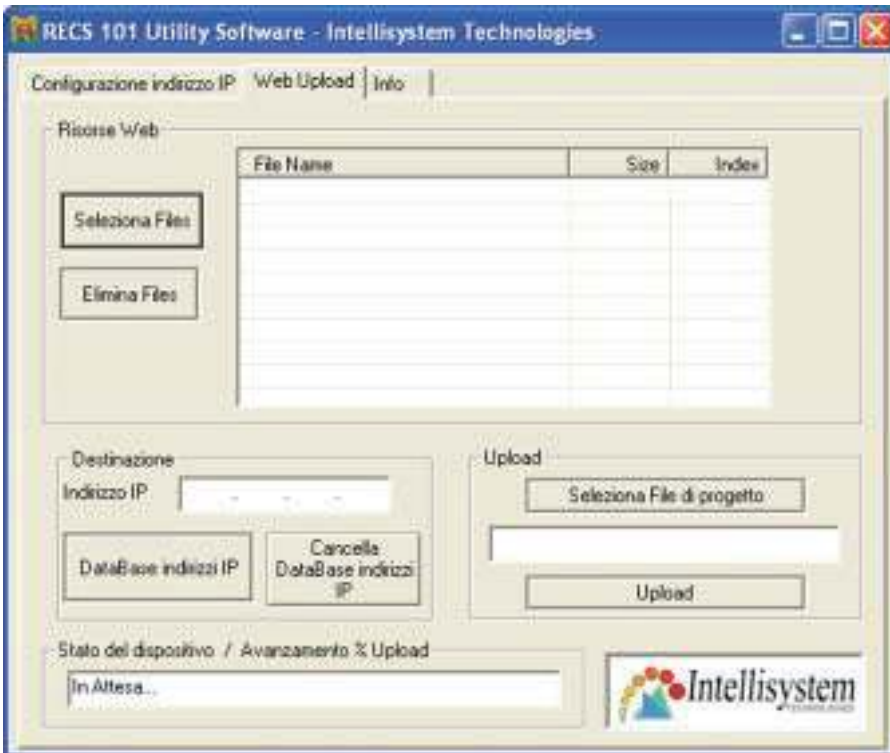 RECS 101 Utility Software - Intellisystem Technologies
Configurazione indirizzo IP Web Upload Info
Risorse Web
File Name Size Index
Seleziona Files
Elimina Files
Destinazione
Indirizzo IP
DataBase indirizzi IP
Cancella
DataBase indirizzi
IP
Upload
Seleziona File di progetto
Upload
Stato del dispositivo / Avanzamento % Upload
In Attesa...
Intellisystem
TECHNOLOGIES